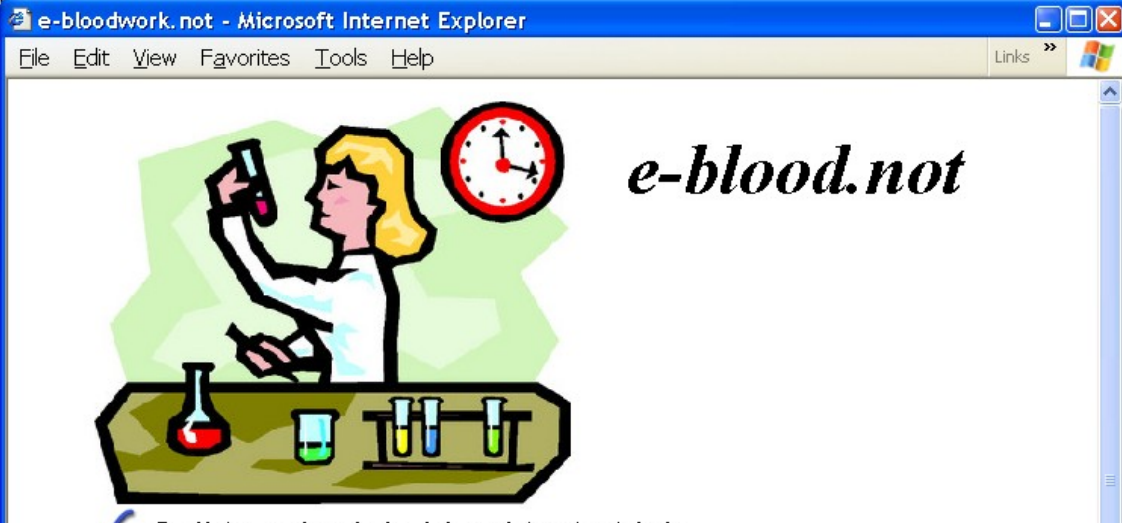 e-bloodwork.not - Microsoft Internet Explorer
File Edit View Favorites Tools Help Links »
e-blood.not